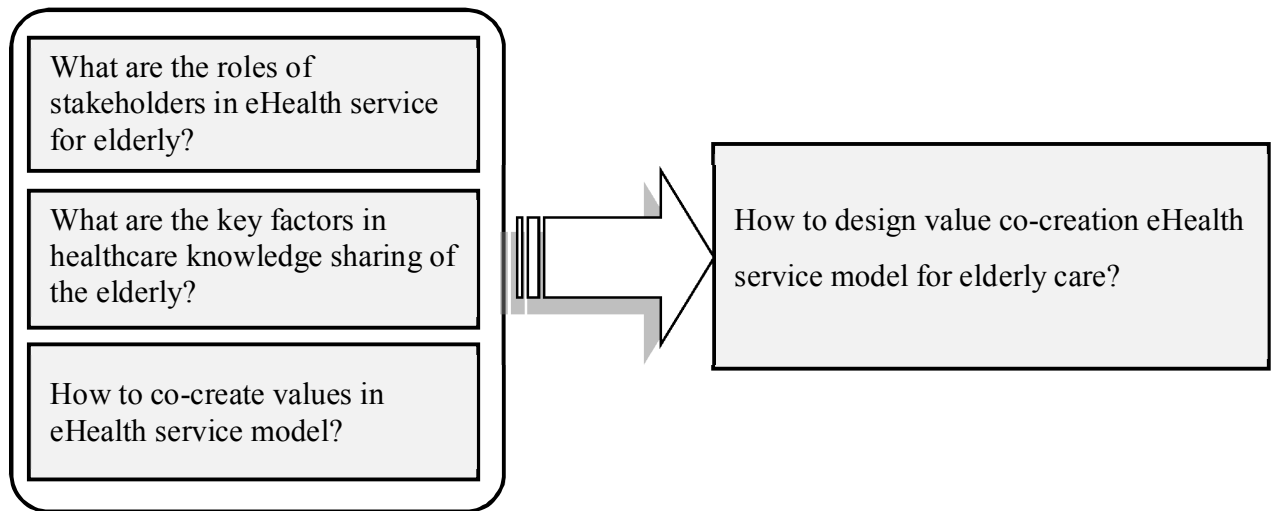 What are the roles of
stakeholders in eHealth service
for elderly?
What are the key factors in
healthcare knowledge sharing of
the elderly?
How to co-create values in
eHealth service model?
How to design value co-creation eHealth
service model for elderly care?